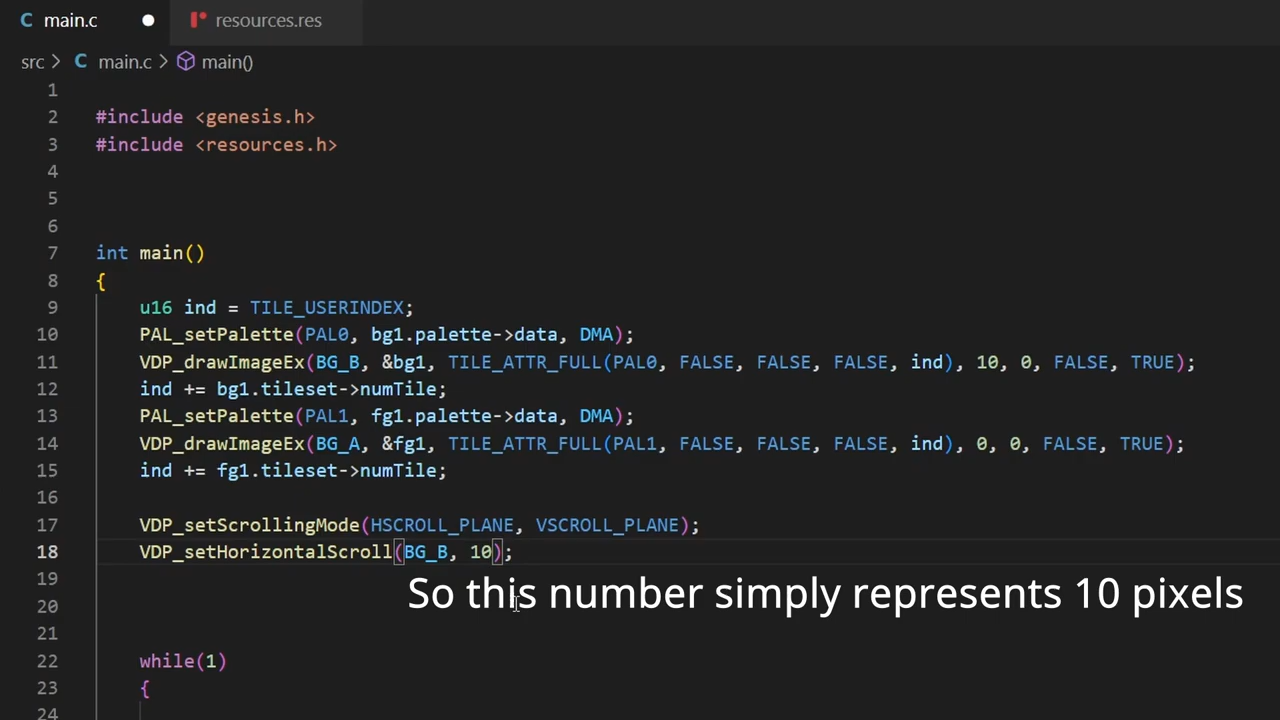 main.c
resources.res
src > main.c > main()
1
2 #include <genesis.h>
3 #include <resources.h>
4
5
6
7 int main()
8 {
9 u16 ind = TILE_USERINDEX;
10 PAL_setPalette(PAL0, bg1.palette->data, DMA);
11 VDP_drawImageEx(BG_B, &bg1, TILE_ATTR_FULL(PAL0, FALSE, FALSE, FALSE, ind), 10, 0, FALSE, TRUE);
12 ind += bg1.tileset->numTile;
13 PAL_setPalette(PAL1, fg1.palette->data, DMA);
14 VDP_drawImageEx(BG_A, &fg1, TILE_ATTR_FULL(PAL1, FALSE, FALSE, FALSE, ind), 0, 0, FALSE, TRUE);
15 ind += fg1.tileset->numTile;
16
17 VDP_setScrollingMode(HSCROLL_PLANE, VSCROLL_PLANE);
18 VDP_setHorizontalScroll(BG_B, 10);
19
So this number simply represents 10 pixels
20
21
22 while(1)
23 {
24